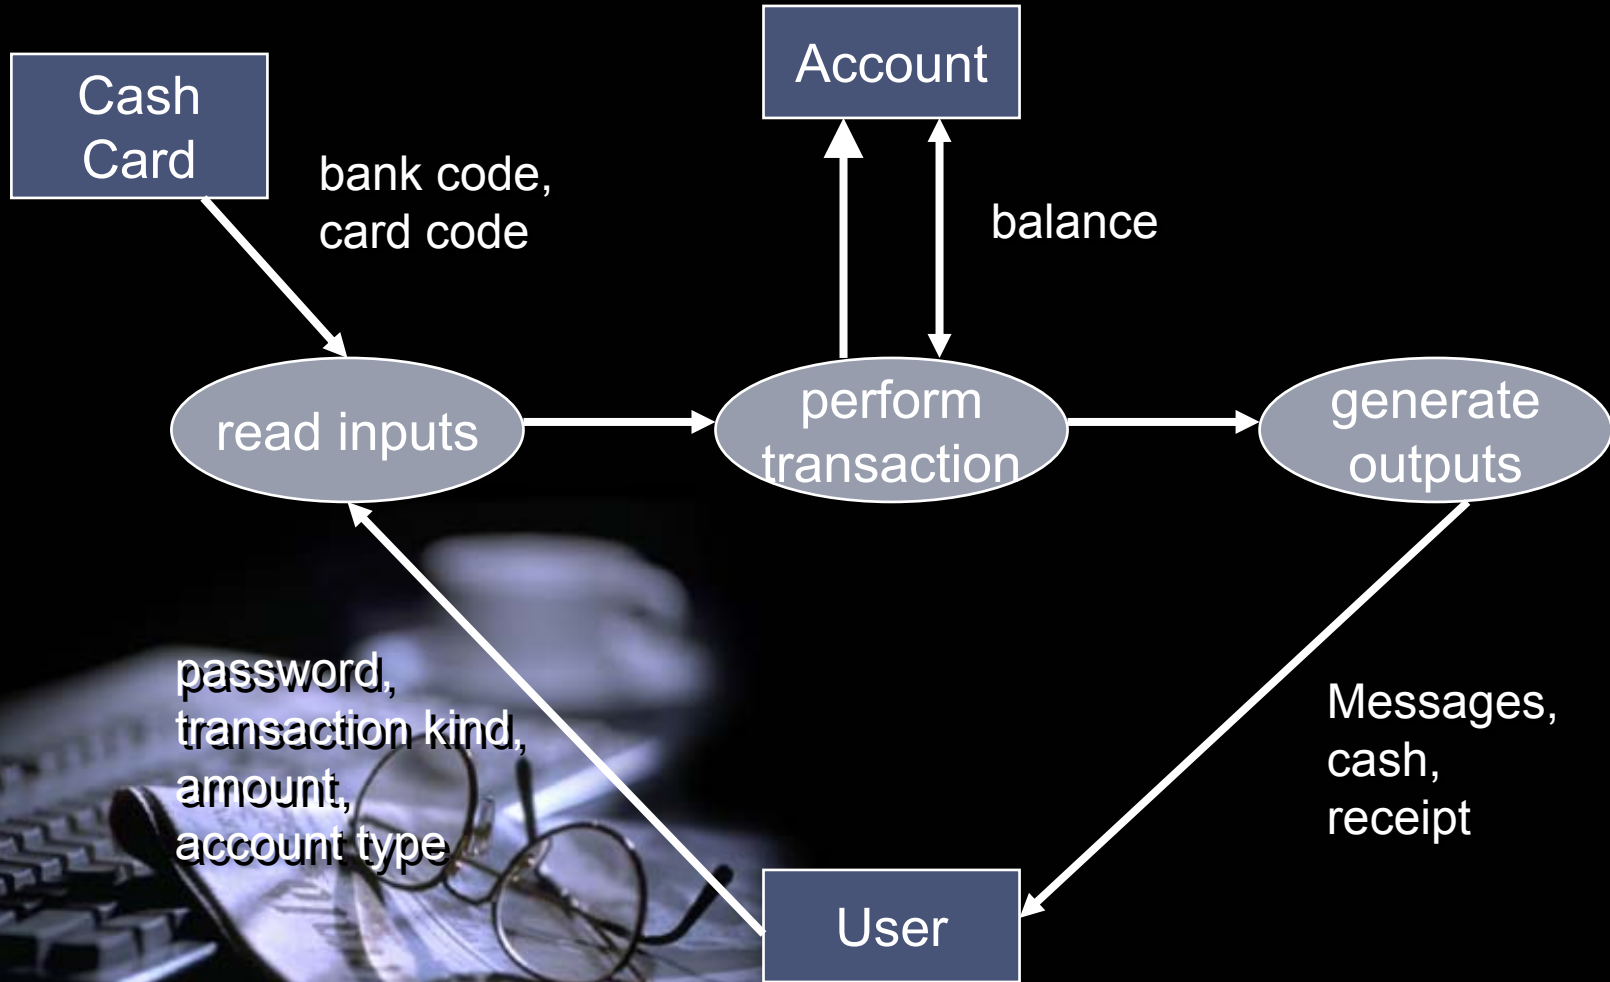 Account
Cash
Card
bank code,
card code
balance
read inputs
perform
transaction
generate
outputs
password,
transaction kind,
amount,
account type
Messages,
cash,
receipt
User